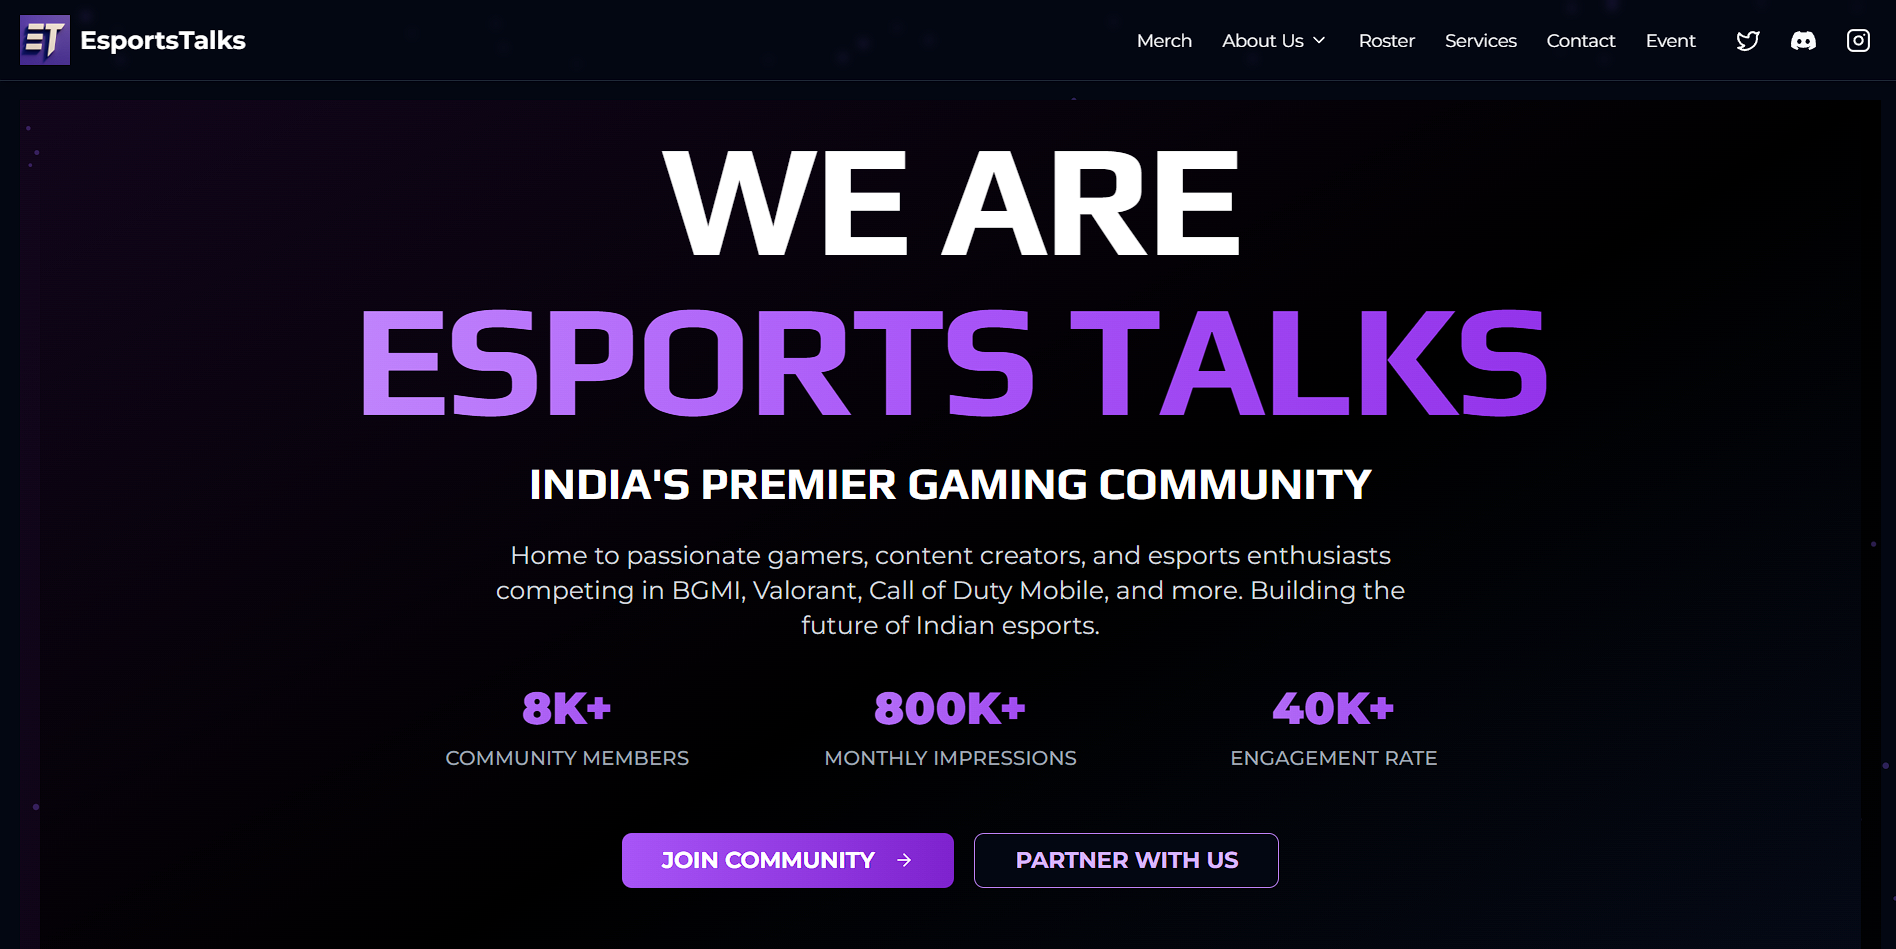 ET EsportsTalks
Merch About Us Roster Services Contact Event
WE ARE
ESPORTS TALKS
INDIA'S PREMIER GAMING COMMUNITY
Home to passionate gamers, content creators, and esports enthusiasts
competing in BGMI, Valorant, Call of Duty Mobile, and more. Building the
future of Indian esports.
8K+ 800K+ 40K+
COMMUNITY MEMBERS MONTHLY IMPRESSIONS ENGAGEMENT RATE
JOIN COMMUNITY → PARTNER WITH US